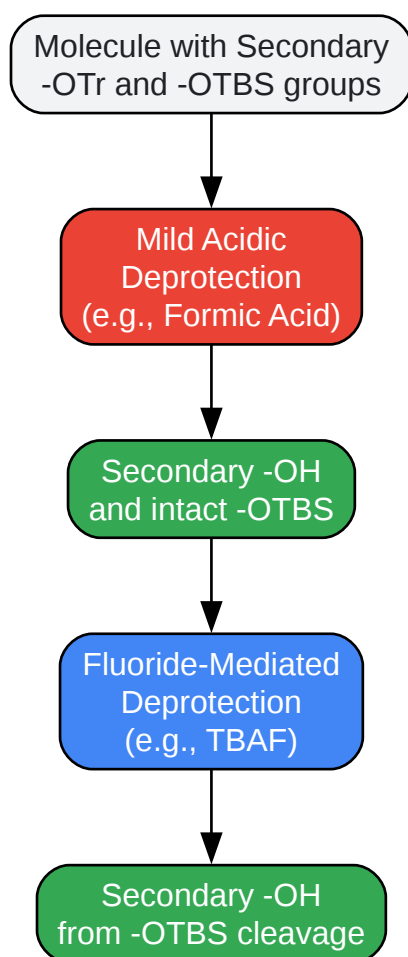 Molecule with Secondary
-OTr and -OTBS groups
Mild Acidic
Deprotection
(e.g., Formic Acid)
Secondary -OH
and intact -OTBS
Fluoride-Mediated
Deprotection
(e.g., TBAF)
Secondary -OH
from -OTBS cleavage